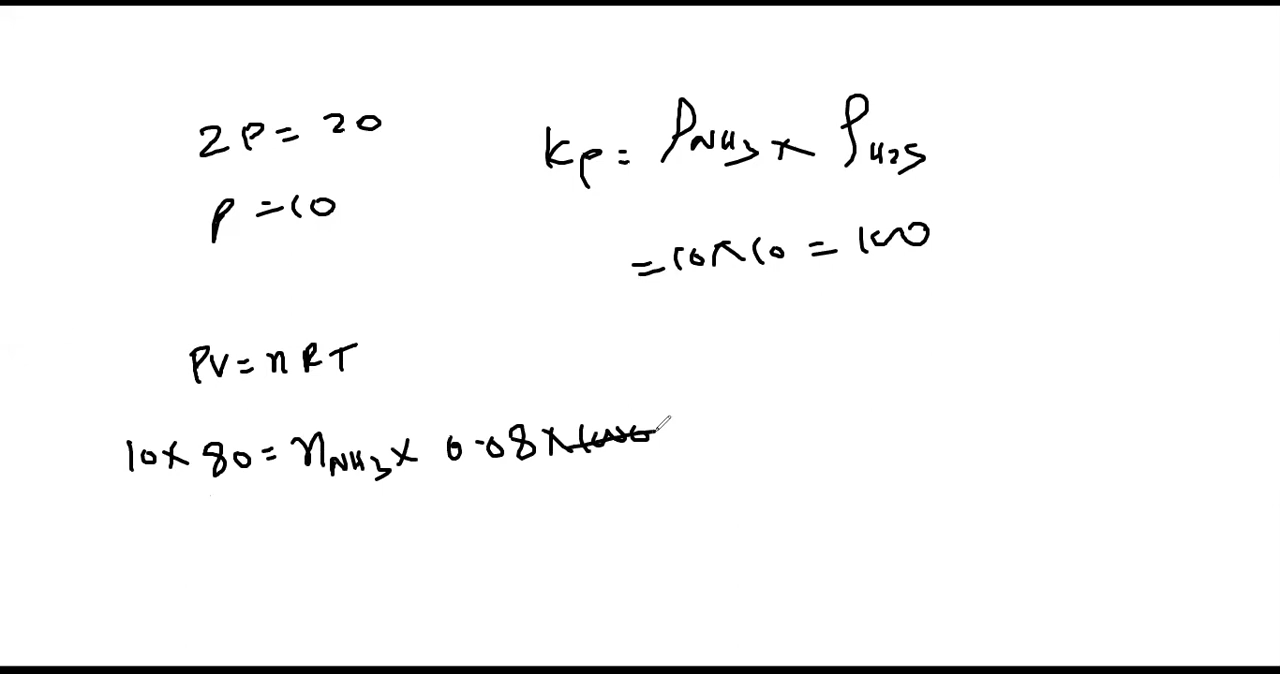 2P = 20
P = 10
Kp = PNH3 × PH2S
= 10 × 10 = 100
PV = nRT
10 × 80 = nNH3 × 0.08 ×